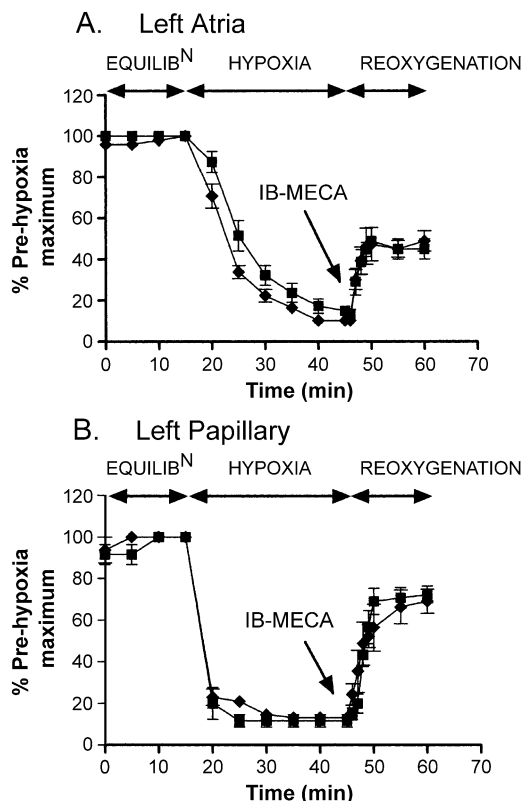 A. Left Atria
EQUILIB^N HYPOXIA REOXYGENATION
120
100
80
60
40
20
0
% Pre-hypoxia
maximum
IB-MECA
0 10 20 30 40 50 60 70
Time (min)
B. Left Papillary
EQUILIB^N HYPOXIA REOXYGENATION
120
100
80
60
40
20
0
% Pre-hypoxia
maximum
IB-MECA
0 10 20 30 40 50 60 70
Time (min)